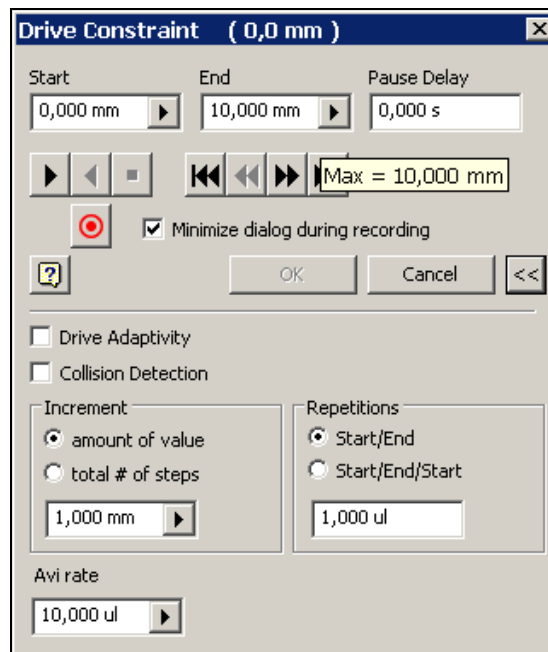 Drive Constraint ( 0,0 mm )
Start End Pause Delay
0,000 mm 10,000 mm 0,000 s
Max = 10,000 mm
Minimize dialog during recording
OK Cancel <<
Drive Adaptivity
Collision Detection
Increment Repetitions
amount of value Start/End
total # of steps Start/End/Start
1,000 mm 1,000 ul
Avi rate
10,000 ul